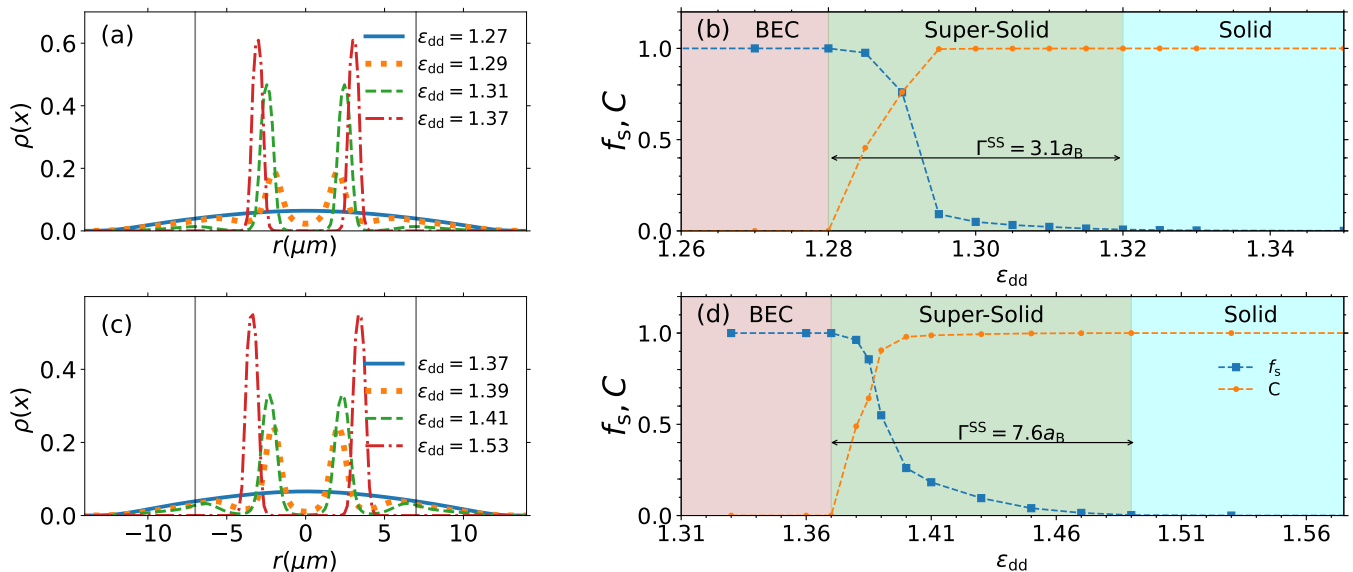 (a)
ε_dd = 1.27
ε_dd = 1.29
ε_dd = 1.31
ε_dd = 1.37
0.6
0.4
0.2
0.0
ρ(x)
r(μm)
(b)
BEC
Super-Solid
Solid
1.0
0.5
0.0
f_s, C
Γ^SS = 3.1a_B
1.26
1.28
1.30
1.32
1.34
ε_dd
(c)
ε_dd = 1.37
ε_dd = 1.39
ε_dd = 1.41
ε_dd = 1.53
0.4
0.2
0.0
ρ(x)
−10
−5
0
5
10
r(μm)
(d)
BEC
Super-Solid
Solid
1.0
0.5
0.0
f_s, C
f_s
C
Γ^SS = 7.6a_B
1.31
1.36
1.41
1.46
1.51
1.56
ε_dd